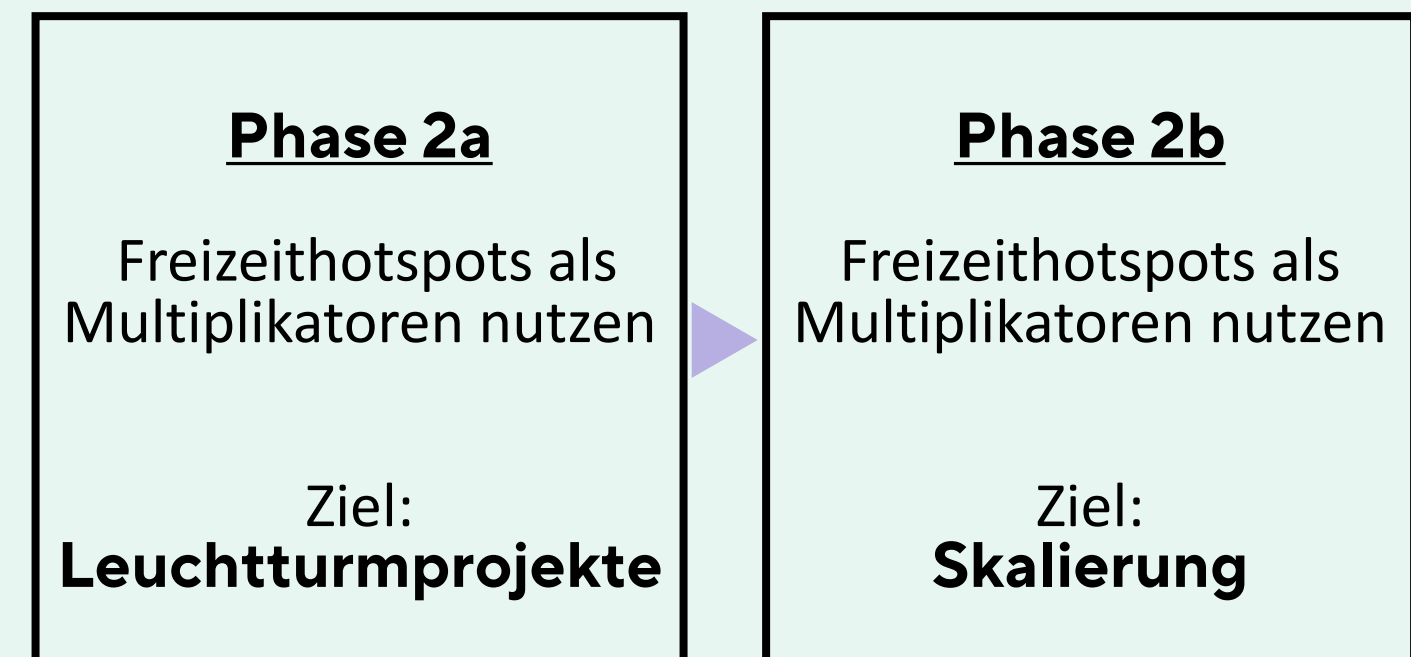 Phase 2a
Freizeithotspots als
Multiplikatoren nutzen
Ziel:
Leuchtturmprojekte
Phase 2b
Freizeithotspots als
Multiplikatoren nutzen
Ziel:
Skalierung